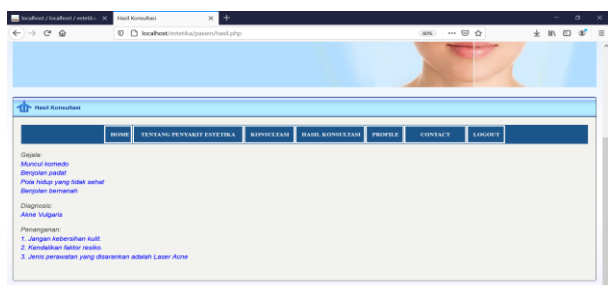 localhost / localhost / estetika
Hasil Konsultasi
localhost/estetika/pasien/hasil.php
80%
Hasil Konsultasi
HOME
TENTANG PENYAKIT ESTETIKA
KONSULTASI
HASIL KONSULTASI
PROFILE
CONTACT
LOGOUT
Gejala:
Muncul komedo
Benjolan padat
Pola hidup yang tidak sehat
Benjolan bernanah
Diagnosis:
Akne Vulgaris
Penanganan:
1. Jangan kebersihan kulit.
2. Kendalikan faktor resiko.
3. Jenis perawatan yang disarankan adalah Laser Acne